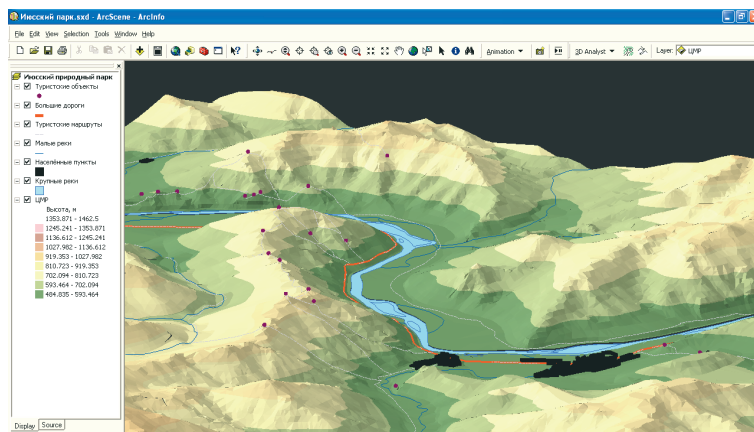 Июсский парк.sxd - ArcScene - ArcInfo
File Edit View Selection Tools Window Help
Animation 3D Analyst Layer: ЦМР
Июсский природный парк
Туристские объекты
Большие дороги
Туристские маршруты
Малые реки
Населённые пункты
Крупные реки
ЦМР
Высота, м
1353.871 - 1462.5
1245.241 - 1353.871
1136.612 - 1245.241
1027.982 - 1136.612
919.353 - 1027.982
810.723 - 919.353
702.094 - 810.723
593.464 - 702.094
484.835 - 593.464
Display Source